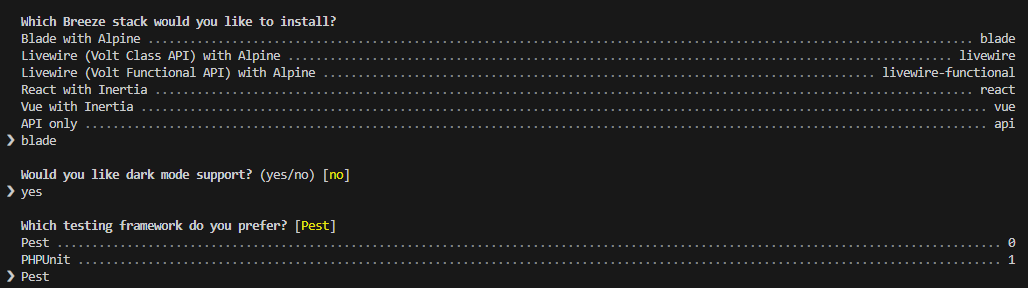 Which Breeze stack would you like to install?
Blade with Alpine ........................................................................................................................... blade
Livewire (Volt Class API) with Alpine ................................................................................................ livewire
Livewire (Volt Functional API) with Alpine ................................................................................ livewire-functional
React with Inertia .......................................................................................................................... react
Vue with Inertia .............................................................................................................................. vue
API only ...................................................................................................................................... api
❯ blade
Would you like dark mode support? (yes/no) [no]
❯ yes
Which testing framework do you prefer? [Pest]
Pest ............................................................................................................................................ 0
PHPUnit ......................................................................................................................................... 1
❯ Pest